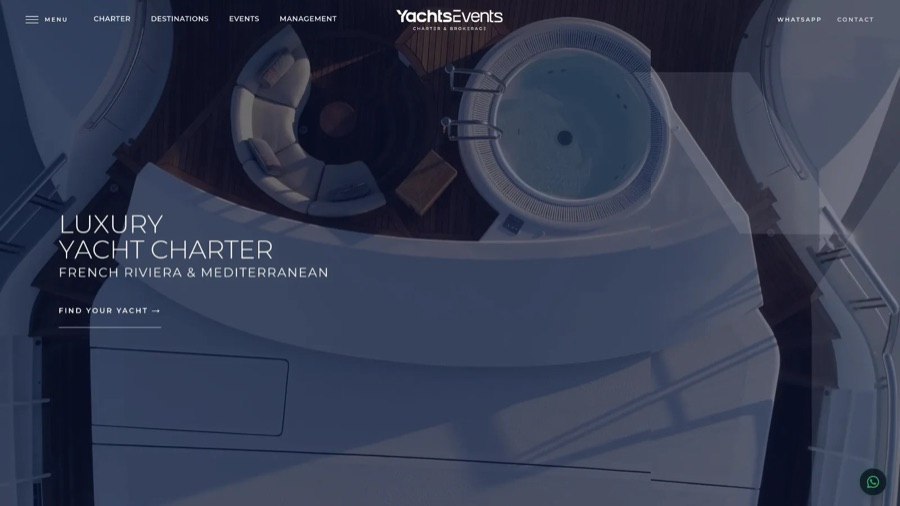 MENU
CHARTER
DESTINATIONS
EVENTS
MANAGEMENT
YachtsEvents
CHARTER & BROKERAGE
WHATSAPP
CONTACT
LUXURY
YACHT CHARTER
FRENCH RIVIERA & MEDITERRANEAN
FIND YOUR YACHT →